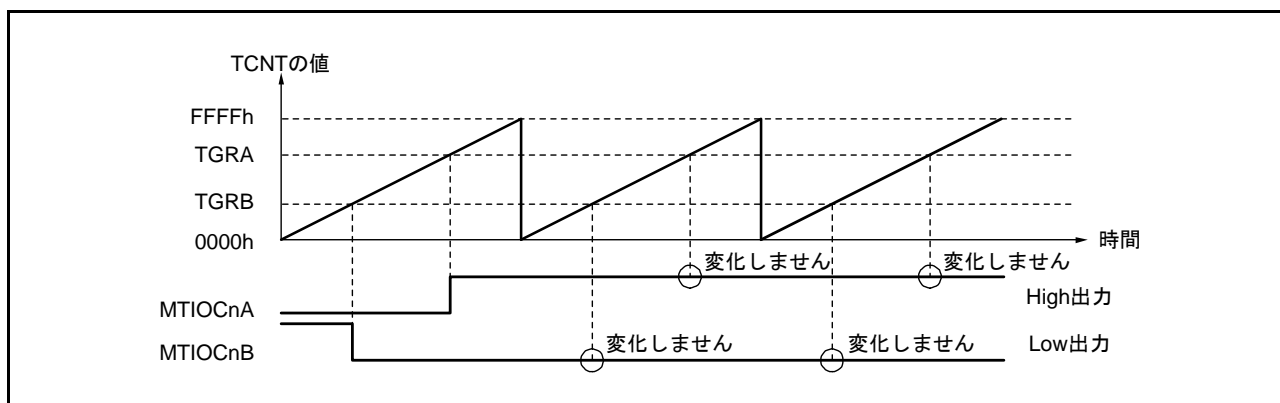 TCNTの値
FFFFh
TGRA
TGRB
0000h
時間
変化しません 変化しません
MTIOCnA
High出力
変化しません 変化しません
MTIOCnB
Low出力